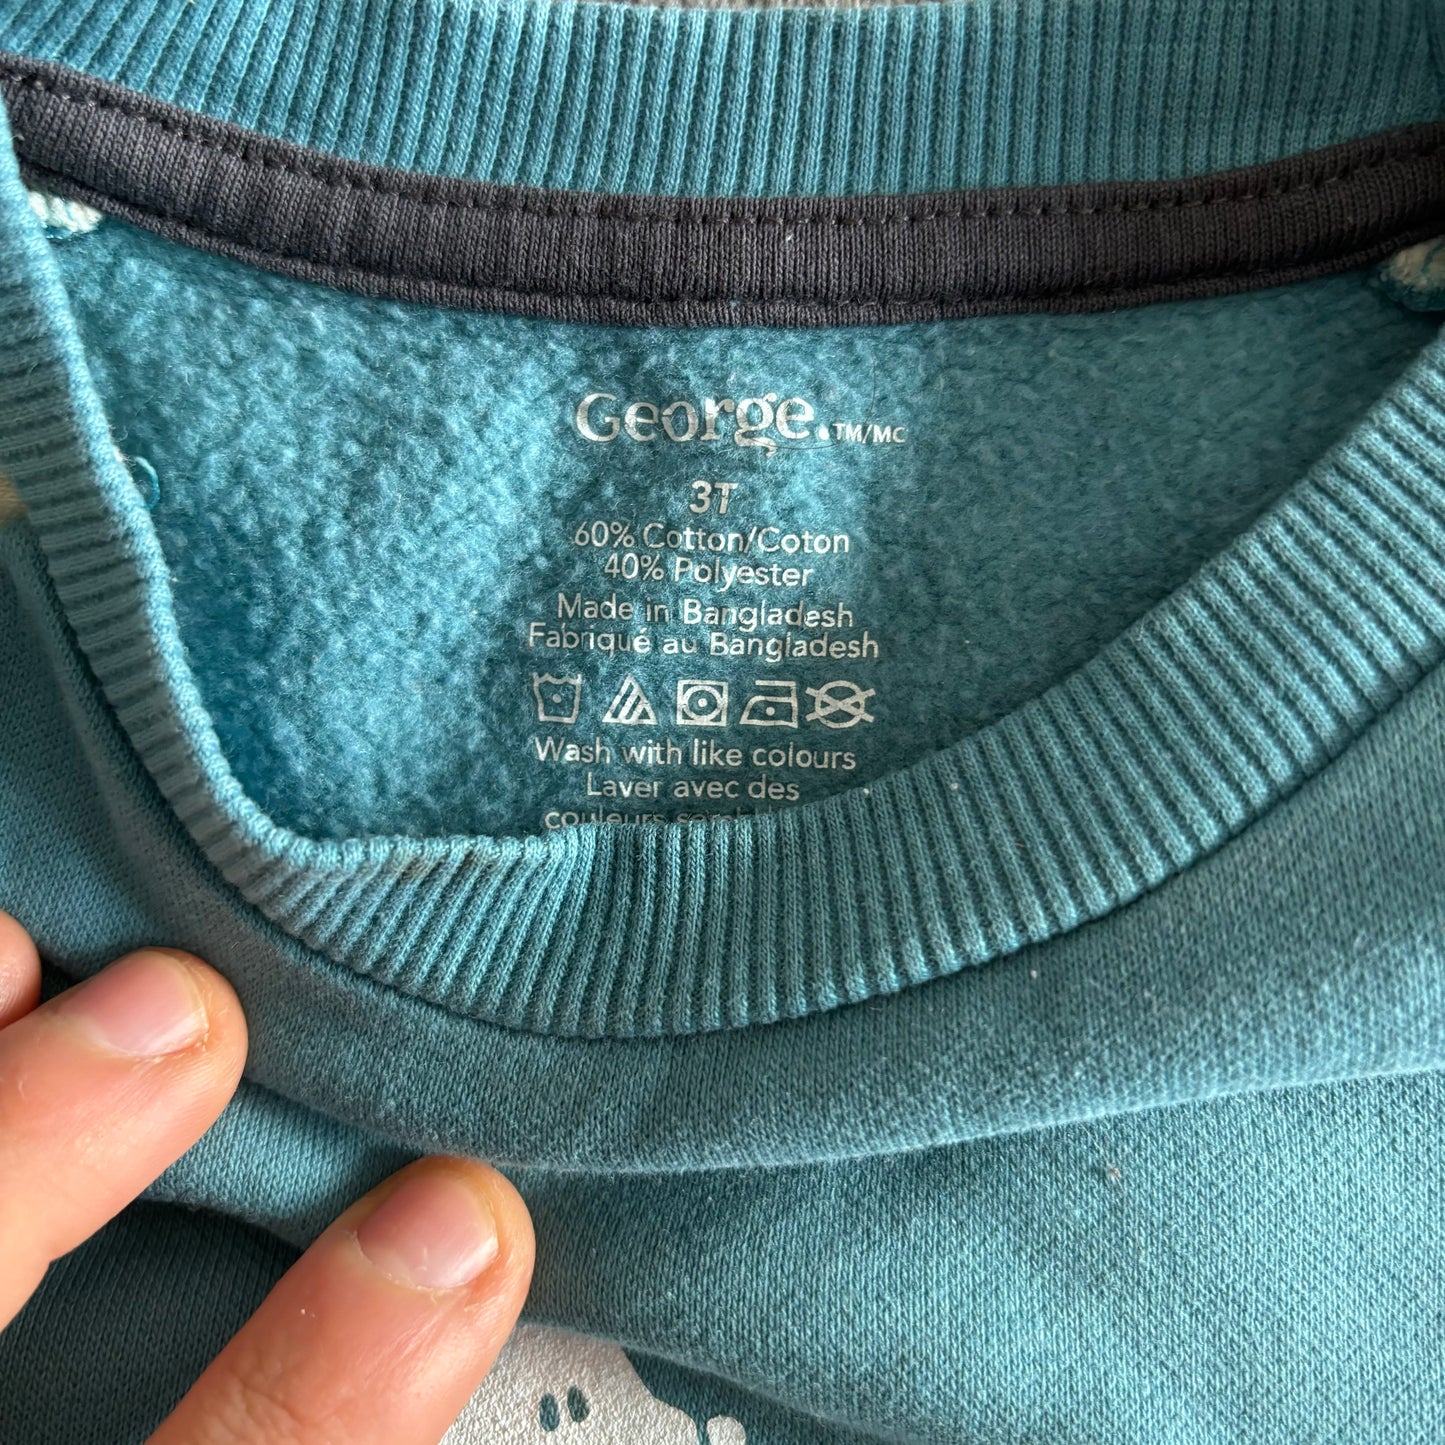 George.TM/MC
3T
60% Cotton/Coton
40% Polyester
Made in Bangladesh
Fabriqué au Bangladesh
Wash with like colours
Laver avec des
couleurs